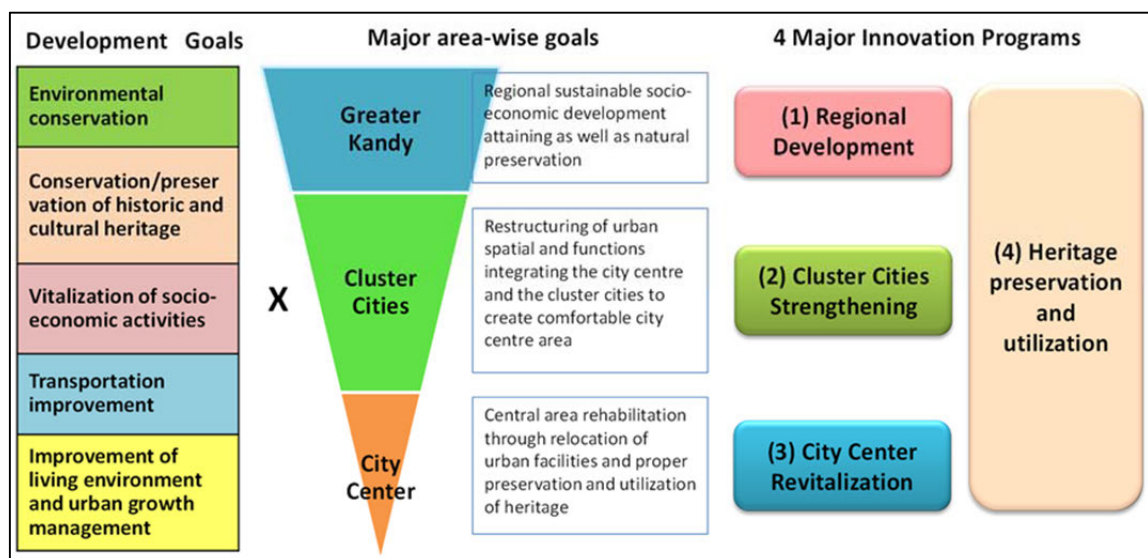 Development Goals
Environmental
conservation
Conservation/preser
vation of historic and
cultural heritage
Vitalization of socio-
economic activities
Transportation
improvement
Improvement of
living environment
and urban growth
management
X
Major area-wise goals
Greater
Kandy
Regional sustainable socio-
economic development
attaining as well as natural
preservation
Cluster
Cities
Restructuring of urban
spatial and functions
integrating the city centre
and the cluster cities to
create comfortable city
centre area
City
Center
Central area rehabilitation
through relocation of
urban facilities and proper
preservation and utilization
of heritage
4 Major Innovation Programs
(1) Regional
Development
(2) Cluster Cities
Strengthening
(3) City Center
Revitalization
(4) Heritage
preservation
and
utilization